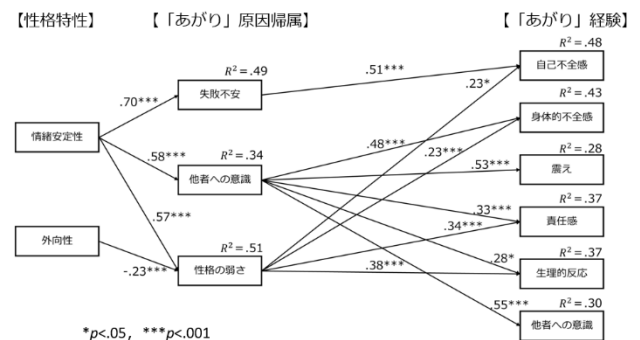 【性格特性】 【「あがり」原因帰属】 【「あがり」経験】
R² = .48
自己不全感
R² = .49
失敗不安
.51***
.23*
.70***
R² = .43
身体的不全感
情緒安定性
.58***
R² = .34
他者への意識
.48***
.23***
.53***
R² = .28
震え
.57***
.33***
.34***
R² = .37
責任感
外向性
-.23***
R² = .51
性格の弱さ
.38***
.28*
R² = .37
生理的反応
.55***
R² = .30
他者への意識
*p<.05, ***p<.001